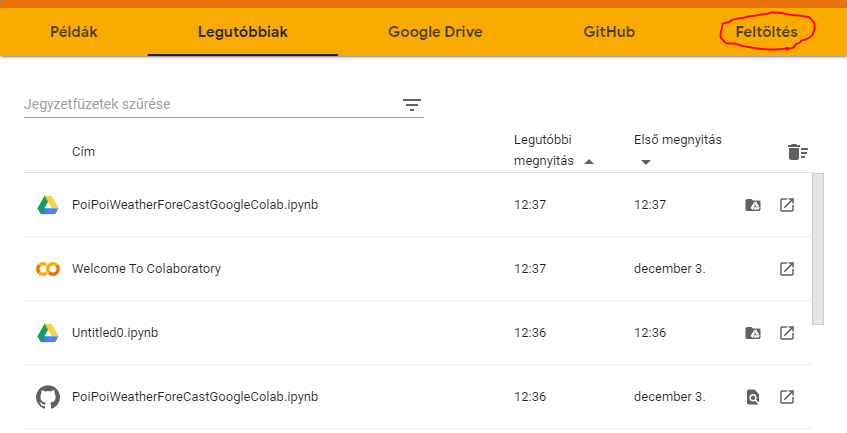 Példák Legutóbbiak Google Drive GitHub Feltöltés
Jegyzetfüzetek szűrése
Cím Legutóbbi megnyitás Első megnyitás
PoiPoiWeatherForeCastGoogleColab.ipynb 12:37 12:37
Welcome To Colaboratory 12:37 december 3.
Untitled0.ipynb 12:36 12:36
PoiPoiWeatherForeCastGoogleColab.ipynb 12:36 december 3.